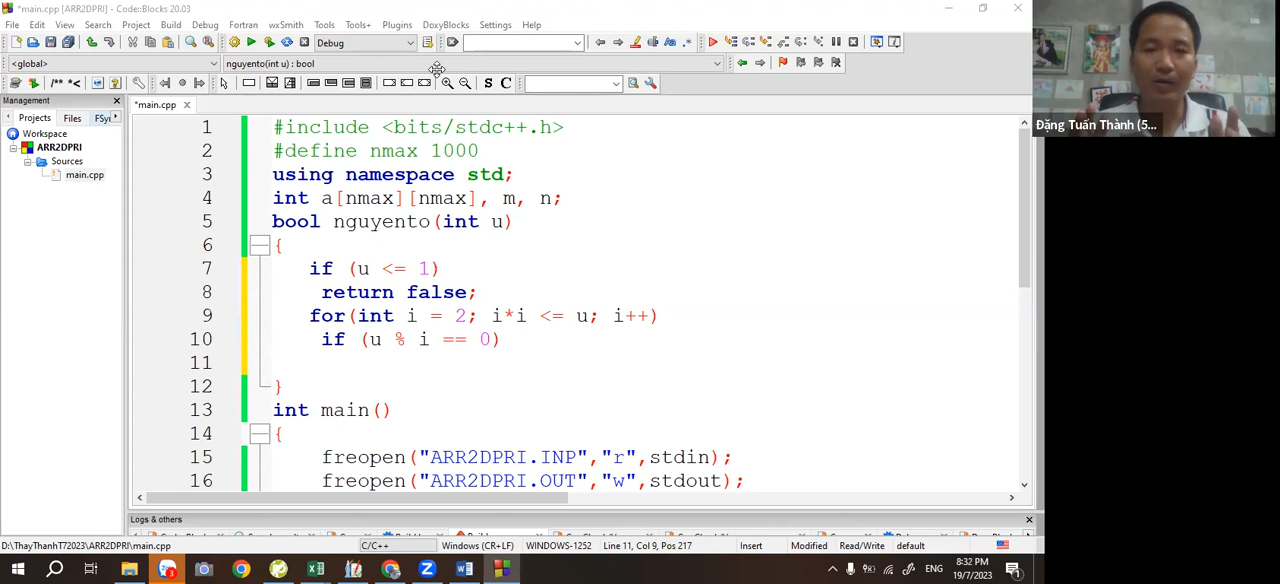 *main.cpp [ARR2DPRI] - Code::Blocks 20.03
File Edit View Search Project Build Debug Fortran wxSmith Tools Tools+ Plugins DoxyBlocks Settings Help
Debug
<global>
nguyento(int u) : bool
/** *<
S C
Management
*main.cpp
Projects Files FSy
Workspace
ARR2DPRI
Sources
main.cpp
1 #include <bits/stdc++.h>
2 #define nmax 1000
3 using namespace std;
4 int a[nmax][nmax], m, n;
5 bool nguyento(int u)
6 {
7 if (u <= 1)
8 return false;
9 for(int i = 2; i*i <= u; i++)
10 if (u % i == 0)
11
12 }
13 int main()
14 {
15 freopen("ARR2DPRI.INP","r",stdin);
16 freopen("ARR2DPRI.OUT","w",stdout);
Đặng Tuấn Thành (5...
Logs & others
D:\ThayThanhT72023\ARR2DPRI\main.cpp
C/C++
Windows (CR+LF)
WINDOWS-1252
Line 11, Col 9, Pos 217
Insert
Modified
Read/Write
default
ENG
8:32 PM
19/7/2023